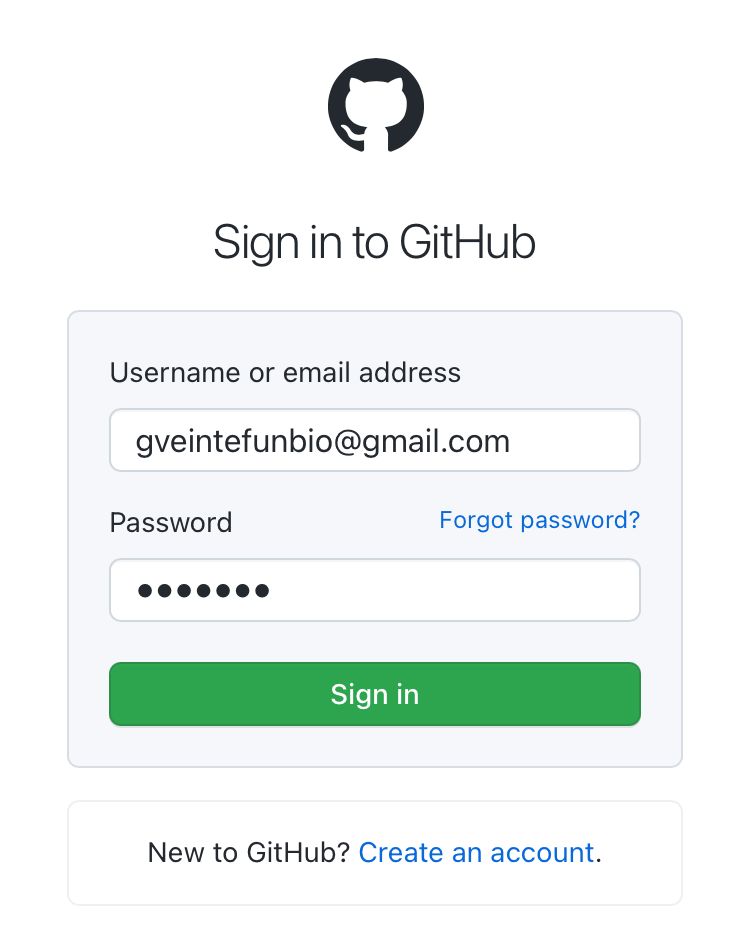 Sign in to GitHub
Username or email address
gveintefunbio@gmail.com
Password Forgot password?
•••••••
Sign in
New to GitHub? Create an account.